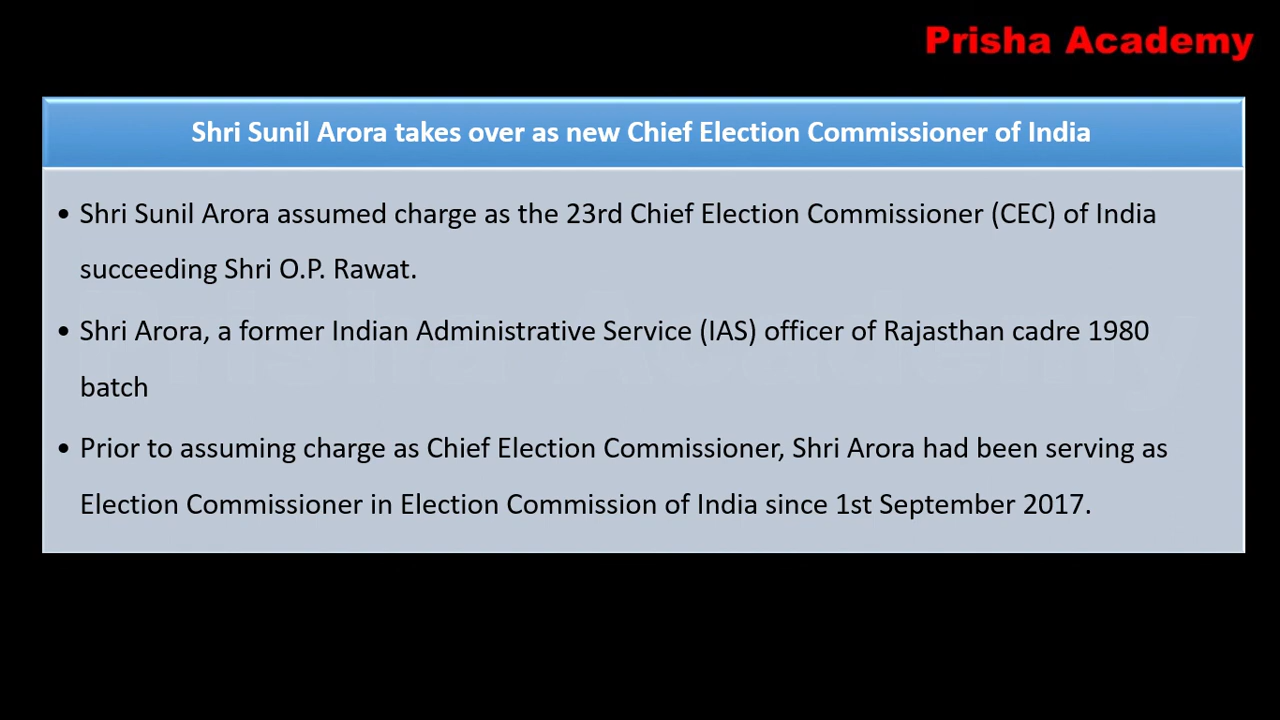 Prisha Academy
Shri Sunil Arora takes over as new Chief Election Commissioner of India
• Shri Sunil Arora assumed charge as the 23rd Chief Election Commissioner (CEC) of India
succeeding Shri O.P. Rawat.
• Shri Arora, a former Indian Administrative Service (IAS) officer of Rajasthan cadre 1980
batch
• Prior to assuming charge as Chief Election Commissioner, Shri Arora had been serving as
Election Commissioner in Election Commission of India since 1st September 2017.